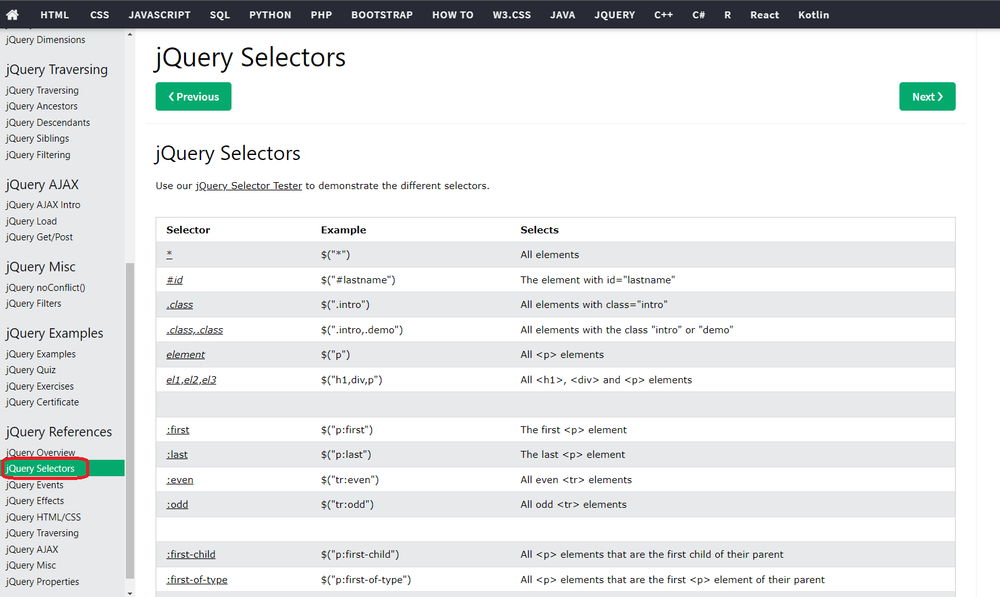 HTML CSS JAVASCRIPT SQL PYTHON PHP BOOTSTRAP HOW TO W3.CSS JAVA JQUERY C++ C# R React Kotlin
jQuery Dimensions
jQuery Traversing
jQuery Traversing
jQuery Ancestors
jQuery Descendants
jQuery Siblings
jQuery Filtering
jQuery AJAX
jQuery AJAX Intro
jQuery Load
jQuery Get/Post
jQuery Misc
jQuery noConflict()
jQuery Filters
jQuery Examples
jQuery Examples
jQuery Quiz
jQuery Exercises
jQuery Certificate
jQuery References
jQuery Overview
jQuery Selectors
jQuery Events
jQuery Effects
jQuery HTML/CSS
jQuery Traversing
jQuery AJAX
jQuery Misc
jQuery Properties
jQuery Selectors
❮ Previous Next ❯
jQuery Selectors
Use our jQuery Selector Tester to demonstrate the different selectors.
Selector Example Selects
* $("*") All elements
#id $("#lastname") The element with id="lastname"
.class $(".intro") All elements with class="intro"
.class,.class $(".intro,.demo") All elements with the class "intro" or "demo"
element $("p") All <p> elements
el1,el2,el3 $("h1,div,p") All <h1>, <div> and <p> elements
:first $("p:first") The first <p> element
:last $("p:last") The last <p> element
:even $("tr:even") All even <tr> elements
:odd $("tr:odd") All odd <tr> elements
:first-child $("p:first-child") All <p> elements that are the first child of their parent
:first-of-type $("p:first-of-type") All <p> elements that are the first <p> element of their parent